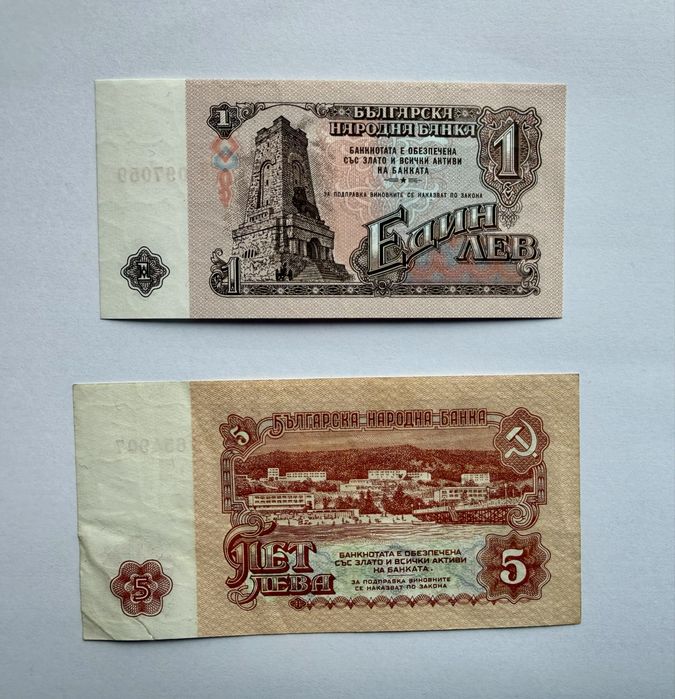 1
БЪЛГАРСКА
НАРОДНА БАНКА
1
БАНКНОТАТА Е ОБЕЗПЕЧЕНА
СЪС ЗЛАТО И ВСИЧКИ АКТИВИ
НА БАНКАТА
ЗА ПОДПРАВКА ВИНОВНИТЕ СЕ НАКАЗВАТ ПО ЗАКОНА
ЕДИН
ЛЕВ
1
1
5
БЪЛГАРСКА НАРОДНА БАНКА
ПЕТ
ЛЕВА
БАНКНОТАТА Е ОБЕЗПЕЧЕНА
СЪС ЗЛАТО И ВСИЧКИ АКТИВИ
НА БАНКАТА
ЗА ПОДПРАВКА ВИНОВНИТЕ
СЕ НАКАЗВАТ ПО ЗАКОНА
5
5